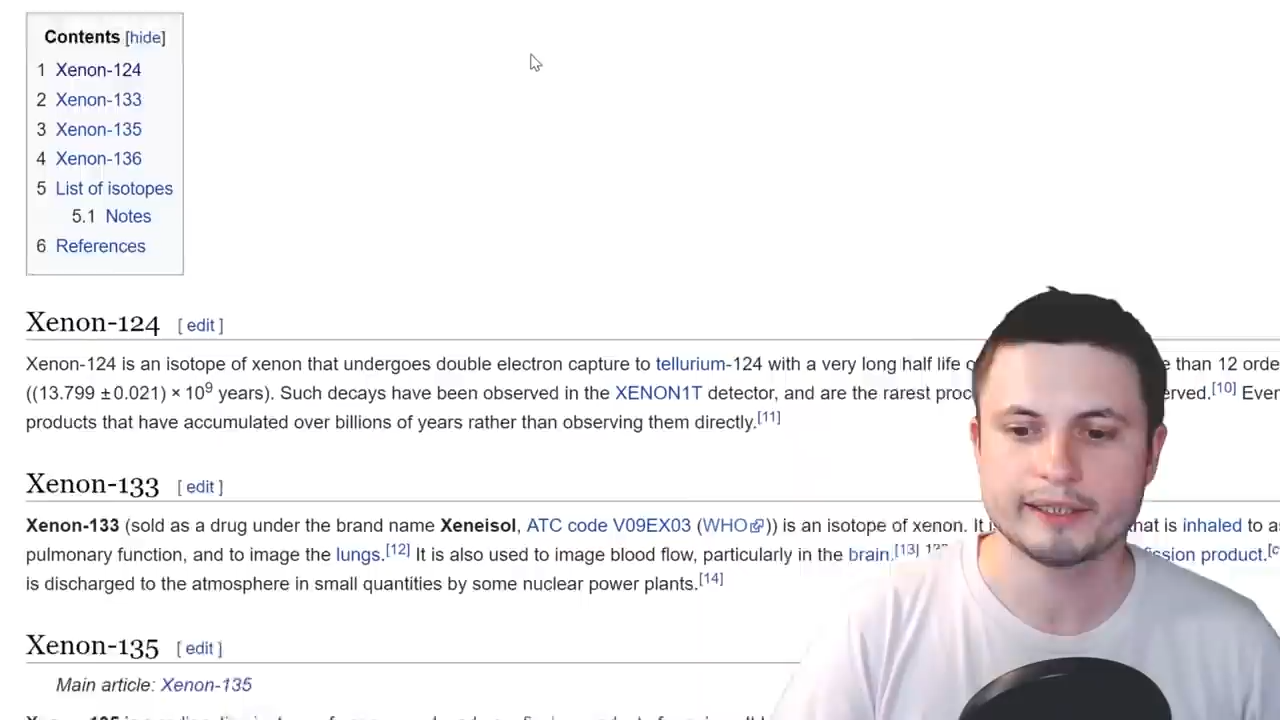 Contents [hide]
1 Xenon-124
2 Xenon-133
3 Xenon-135
4 Xenon-136
5 List of isotopes
5.1 Notes
6 References
Xenon-124 [ edit ]
Xenon-124 is an isotope of xenon that undergoes double electron capture to tellurium-124 with a very long half life than 12
((13.799 ± 0.021) × 10⁹ years). Such decays have been observed in the XENON1T detector, and are the rarest [10]
products that have accumulated over billions of years rather than observing them directly.[11]
Xenon-133 [ edit ]
Xenon-133 (sold as a drug under the brand name Xeneisol, ATC code V09EX03 (WHO)) is an isotope of xenon. It is inhaled to
pulmonary function, and to image the lungs.[12] It is also used to image blood flow, particularly in the brain.[13] product.
is discharged to the atmosphere in small quantities by some nuclear power plants.[14]
Xenon-135 [ edit ]
Main article: Xenon-135